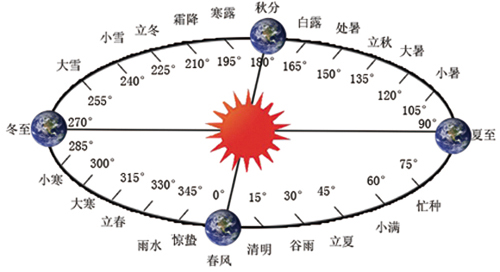 秋分
寒露
白露
霜降
处暑
立冬
立秋
小雪
大暑
大雪
小暑
180°
195°
165°
210°
150°
225°
135°
240°
120°
255°
105°
冬至
270°
90°
夏至
285°
75°
300°
60°
315°
45°
330°
30°
345°
0°
15°
小寒
忙种
大寒
小满
立春
立夏
雨水
谷雨
惊蛰
清明
春风